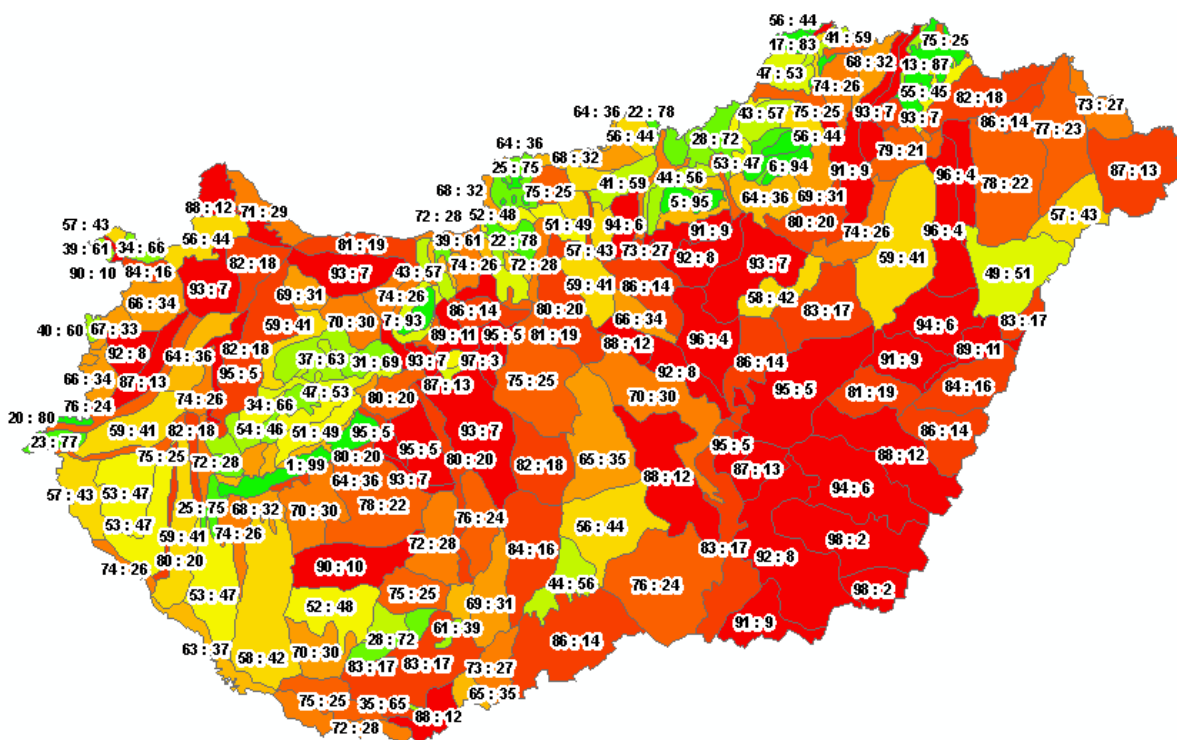 56 : 44
41 : 59
75 : 25
17 : 83
68 : 32
13 : 87
47 : 53
74 : 26
55 : 45
82 : 18
73 : 27
64 : 36
22 : 78
43 : 57
75 : 25
93 : 7
93 : 7
86 : 14
77 : 23
56 : 44
28 : 72
56 : 44
79 : 21
64 : 36
68 : 32
53 : 47
6 : 94
91 : 9
96 : 4
87 : 13
25 : 75
44 : 56
78 : 22
68 : 32
75 : 25
41 : 59
5 : 95
64 : 36
69 : 31
88 : 12
71 : 29
72 : 28
52 : 48
51 : 49
94 : 6
80 : 20
57 : 43
57 : 43
56 : 44
91 : 9
74 : 26
96 : 4
39 : 61
34 : 66
81 : 19
39 : 61
22 : 78
57 : 43
73 : 27
92 : 8
90 : 10
84 : 16
82 : 18
93 : 7
43 : 57
74 : 26
72 : 28
93 : 7
59 : 41
49 : 51
93 : 7
69 : 31
74 : 26
59 : 41
86 : 14
58 : 42
66 : 34
86 : 14
80 : 20
83 : 17
40 : 60
67 : 33
59 : 41
70 : 30
7 : 93
66 : 34
94 : 6
83 : 17
89 : 11
95 : 5
81 : 19
88 : 12
96 : 4
92 : 8
64 : 36
82 : 18
37 : 63
31 : 69
93 : 7
97 : 3
86 : 14
91 : 9
89 : 11
66 : 34
87 : 13
95 : 5
87 : 13
75 : 25
92 : 8
95 : 5
81 : 19
84 : 16
76 : 24
74 : 26
34 : 66
47 : 53
80 : 20
70 : 30
20 : 80
59 : 41
82 : 18
54 : 46
51 : 49
95 : 5
93 : 7
86 : 14
23 : 77
75 : 25
72 : 28
1 : 99
80 : 20
95 : 5
80 : 20
82 : 18
65 : 35
95 : 5
88 : 12
57 : 43
53 : 47
64 : 36
93 : 7
88 : 12
87 : 13
94 : 6
25 : 75
68 : 32
70 : 30
78 : 22
53 : 47
59 : 41
74 : 26
76 : 24
56 : 44
98 : 2
74 : 26
80 : 20
90 : 10
72 : 28
84 : 16
83 : 17
92 : 8
53 : 47
52 : 48
75 : 25
69 : 31
44 : 56
76 : 24
98 : 2
28 : 72
61 : 39
91 : 9
63 : 37
58 : 42
70 : 30
83 : 17
83 : 17
73 : 27
86 : 14
75 : 25
35 : 65
65 : 35
72 : 28
88 : 12